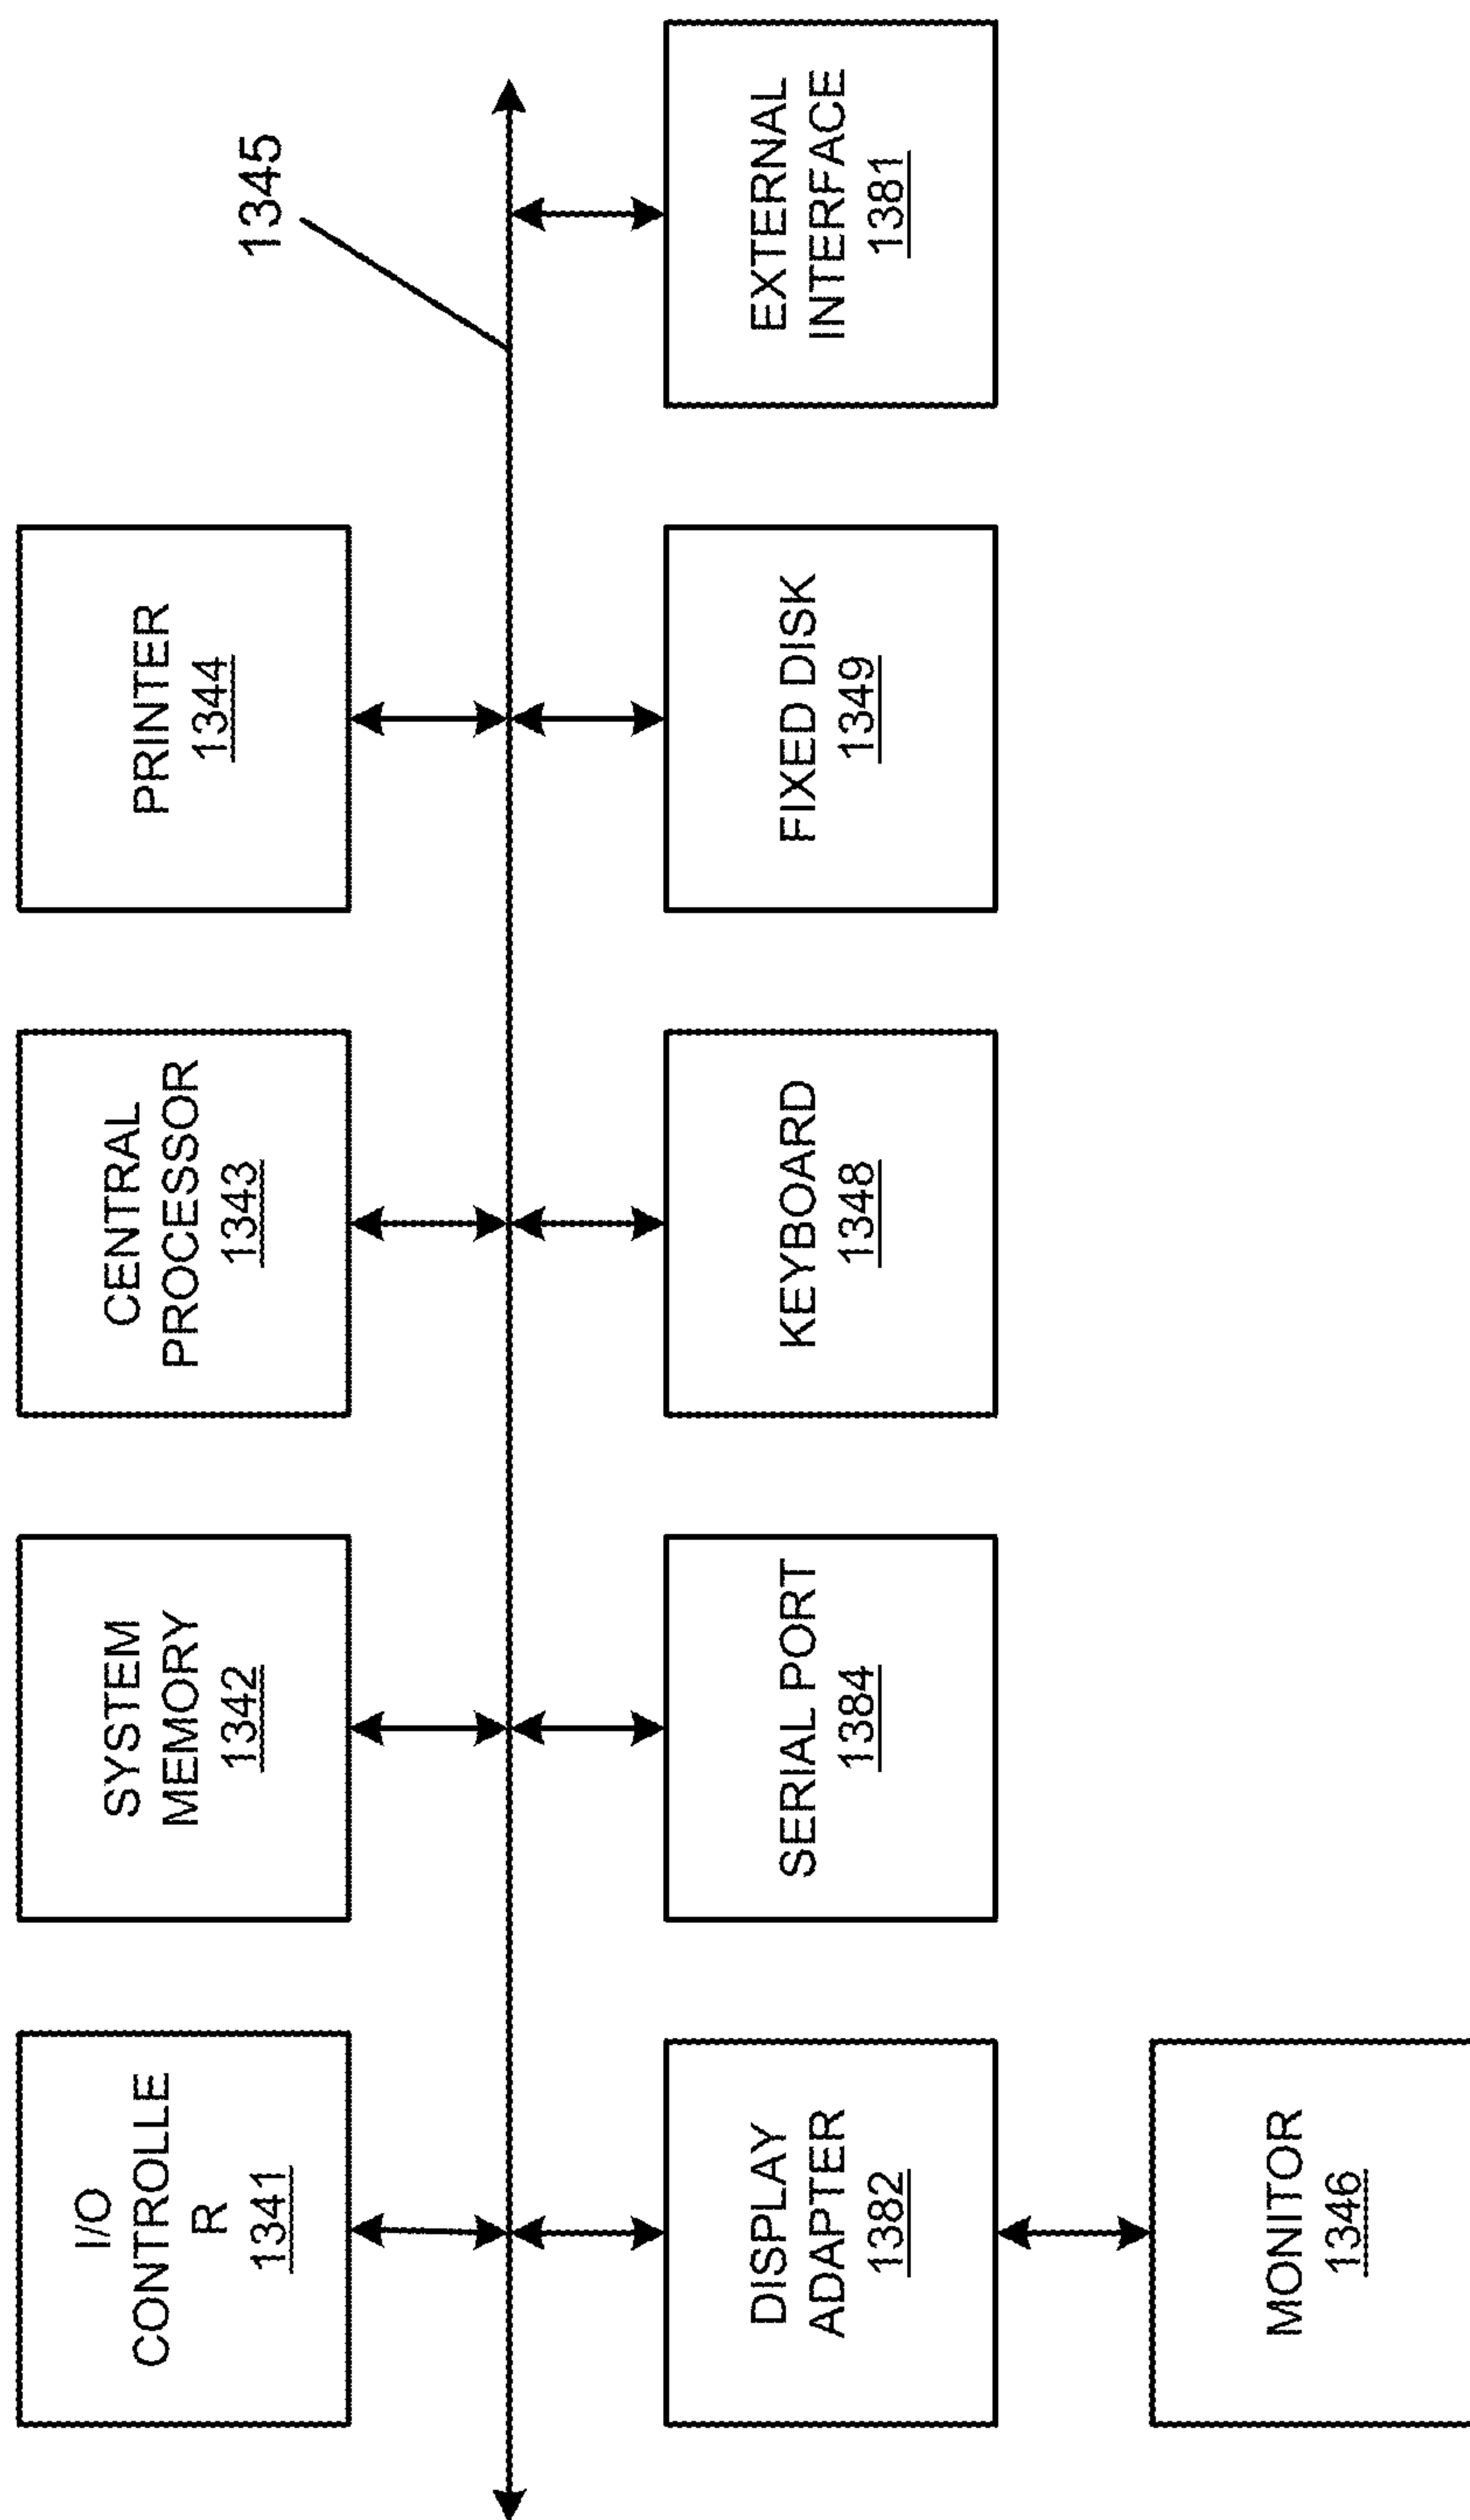 I/O
CONTROLLE
R
1341
SYSTEM
MEMORY
1342
CENTRAL
PROCESSOR
1343
PRINTER
1344
1345
DISPLAY
ADAPTER
1382
SERIAL PORT
1384
KEYBOARD
1348
FIXED DISK
1349
EXTERNAL
INTERFACE
1381
MONITOR
1346